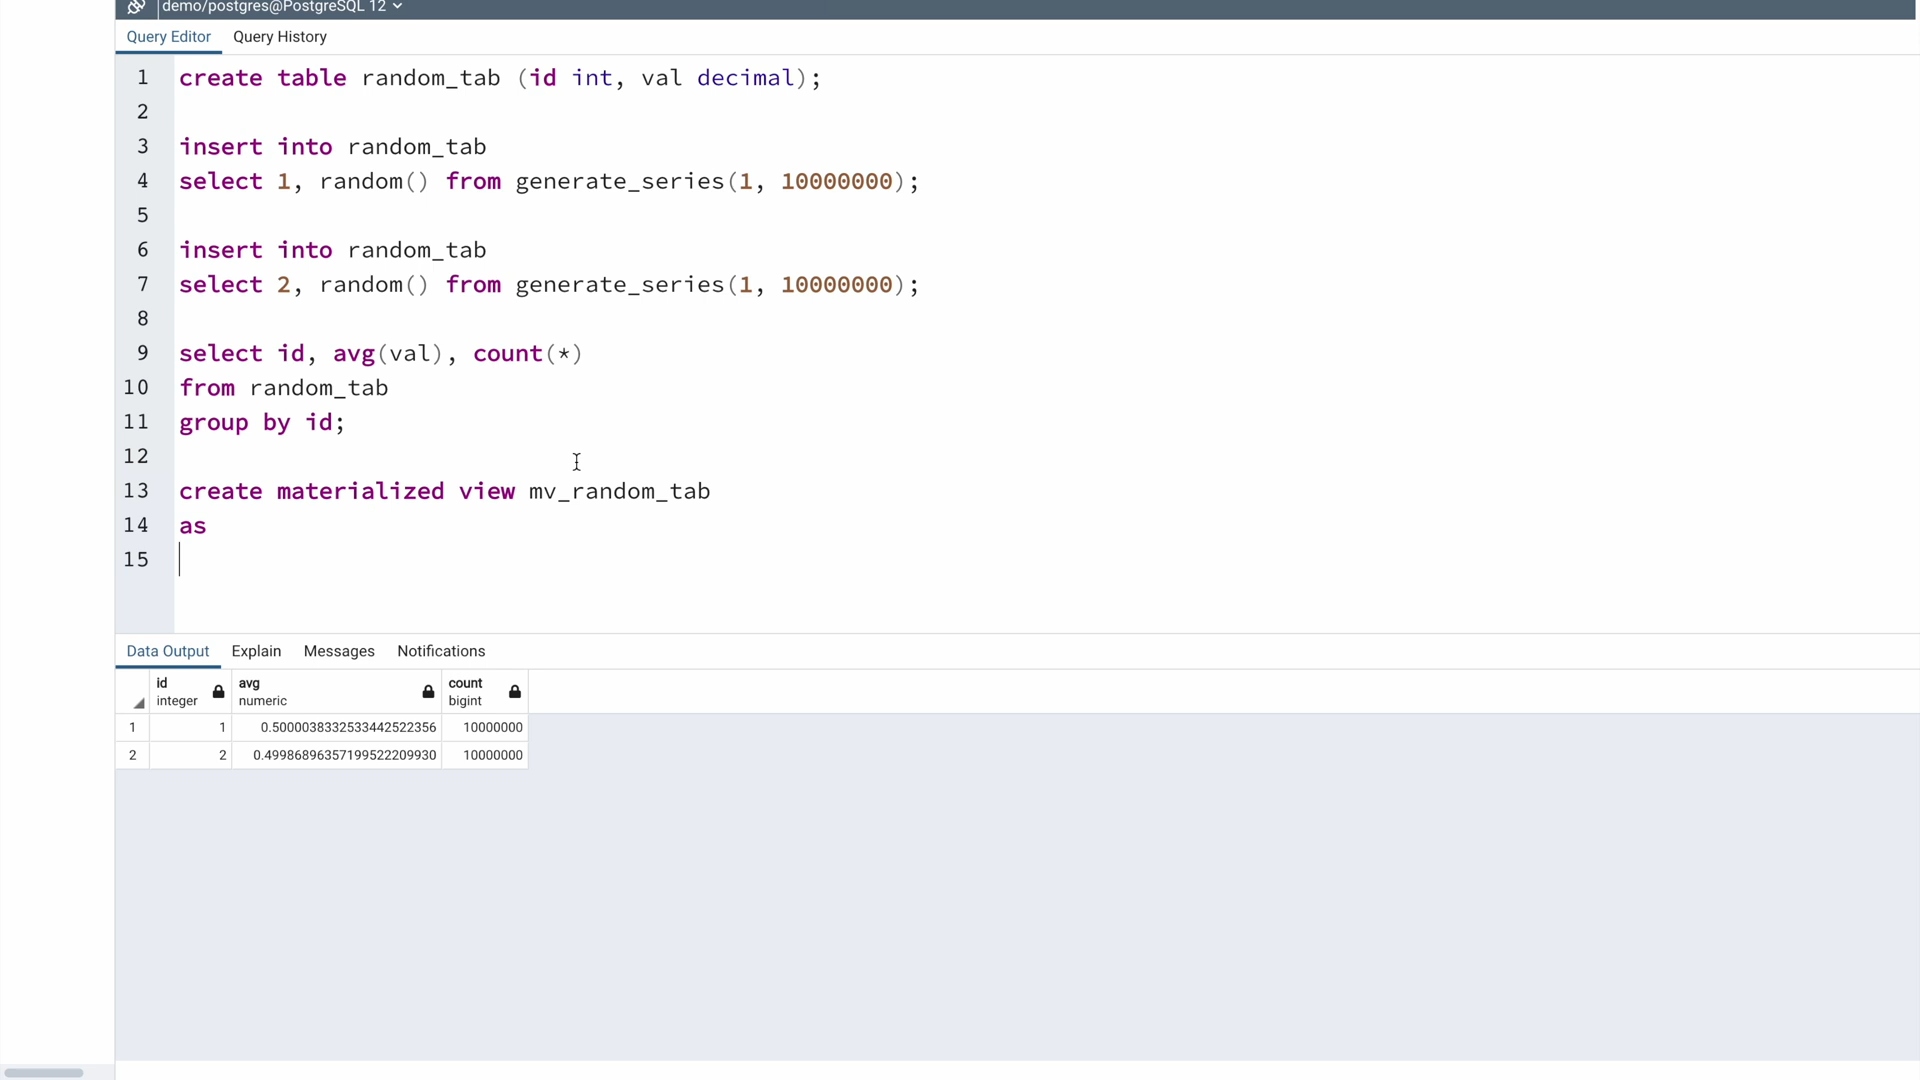 demo/postgres@PostgreSQL 12
Query Editor Query History
1 create table random_tab (id int, val decimal);
2
3 insert into random_tab
4 select 1, random() from generate_series(1, 10000000);
5
6 insert into random_tab
7 select 2, random() from generate_series(1, 10000000);
8
9 select id, avg(val), count(*)
10 from random_tab
11 group by id;
12
13 create materialized view mv_random_tab
14 as
15
Data Output Explain Messages Notifications
id avg count
integer numeric bigint
1 1 0.5000038332533442522356 10000000
2 2 0.49986896357199522209930 10000000